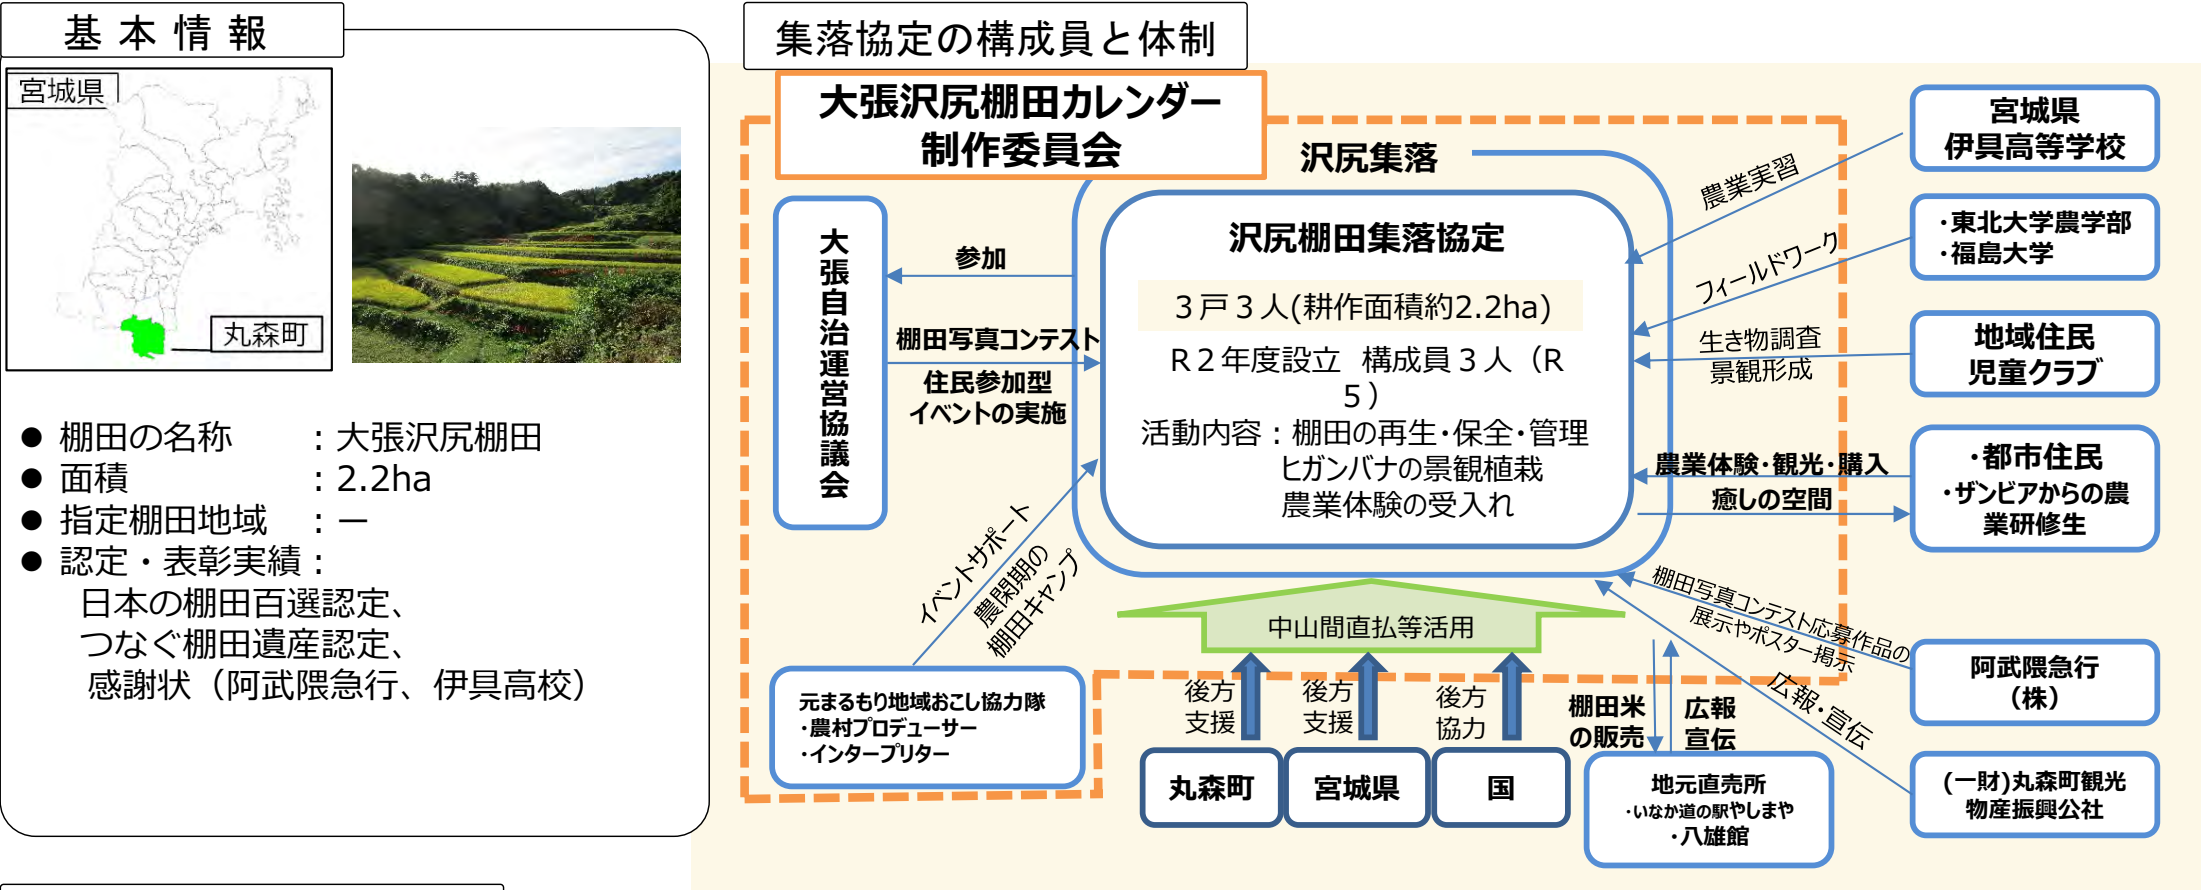 基本情報
宮城県
丸森町
● 棚田の名称 :大張沢尻棚田
● 面積 :2.2ha
● 指定棚田地域 :ー
● 認定・表彰実績:
日本の棚田百選認定、
つなぐ棚田遺産認定、
感謝状（阿武隈急行、伊具高校）
集落協定の構成員と体制
大張沢尻棚田カレンダー
制作委員会
沢尻集落
大張自治運営協議会
参加
棚田写真コンテスト
住民参加型
イベントの実施
沢尻棚田集落協定
３戸３人(耕作面積約2.2ha)
R２年度設立 構成員３人（R
5）
活動内容：棚田の再生・保全・管理
ヒガンバナの景観植栽
農業体験の受入れ
宮城県
伊具高等学校
農業実習
・東北大学農学部
・福島大学
フィールドワーク
地域住民
児童クラブ
生き物調査
景観形成
・都市住民
・ザンビアからの農
業研修生
農業体験・観光・購入
癒しの空間
イベントサポート
農閑期の
棚田キャンプ
元まるもり地域おこし協力隊
・農村プロデューサー
・インタープリター
中山間直払等活用
後方
支援
後方
支援
後方
協力
丸森町
宮城県
国
棚田米
の販売
広報
宣伝
地元直売所
・いなか道の駅やしまや
・八雄館
棚田写真コンテスト応募作品の
展示やポスター掲示
阿武隈急行
（株）
広報・宣伝
(一財)丸森町観光
物産振興公社